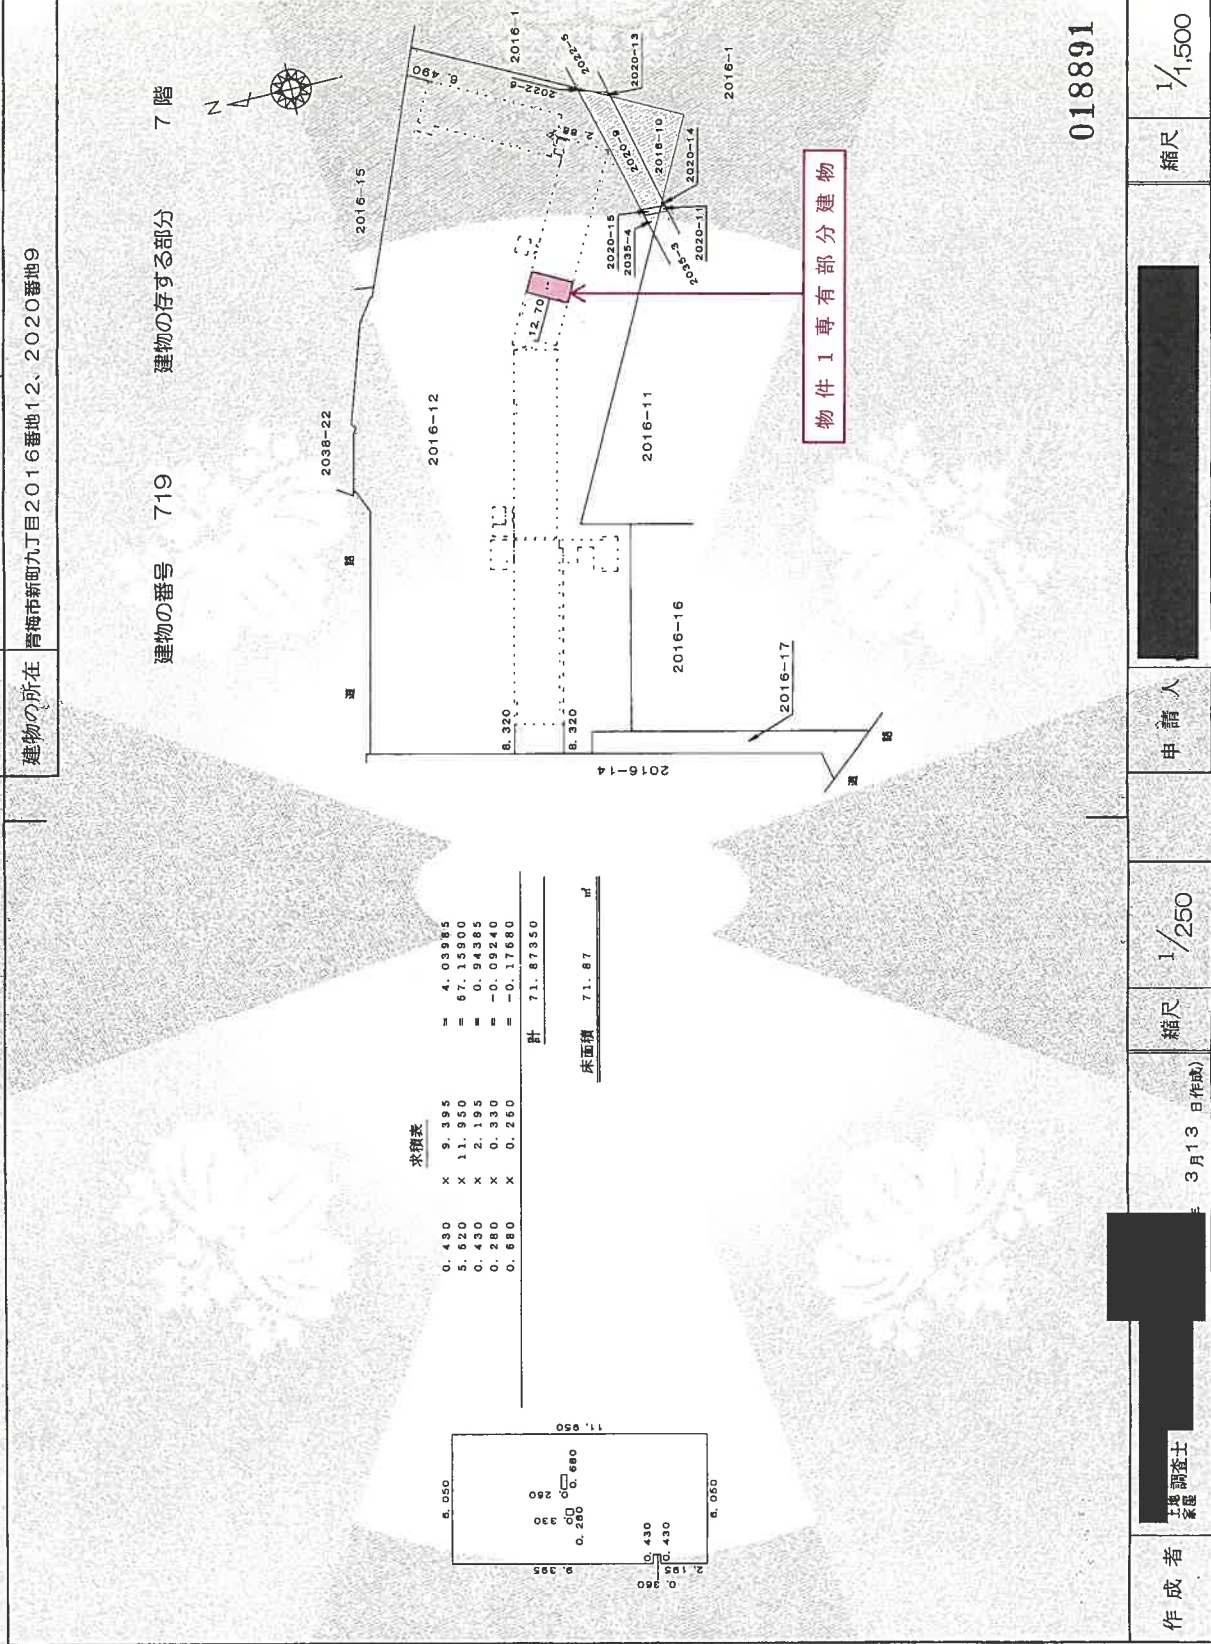 建物の所在 青梅市新町九丁目2016番地12、2020番地9
建物の番号 719 建物の存する部分 7階
N
求積表
0.430 × 9.395 = 4.03985
5.620 × 11.950 = 67.15900
0.430 × 2.195 = 0.94385
0.280 × 0.330 = -0.09240
0.680 × 0.260 = -0.17680
計 71.87350
床面積 71.87 ㎡
6.050
11.950
9.395
0.260
0.680
0.330
0.280
0.430
0.430
2.195
0.360
6.050
道 路
2038-22
2016-15
8.490
2016-1
2022-6
2022-5
2020-13
2016-12
12.70
2020-9
2016-10
2016-1
2020-14
2020-15
2035-4
2035-3
2020-11
2016-11
8.320
8.320
2016-14
2016-16
2016-17
道 路
物件1専有部分建物
018891
作成者
土地家屋調査士
3月13日作成)
縮尺 1/250
申請人
縮尺 1/1,500